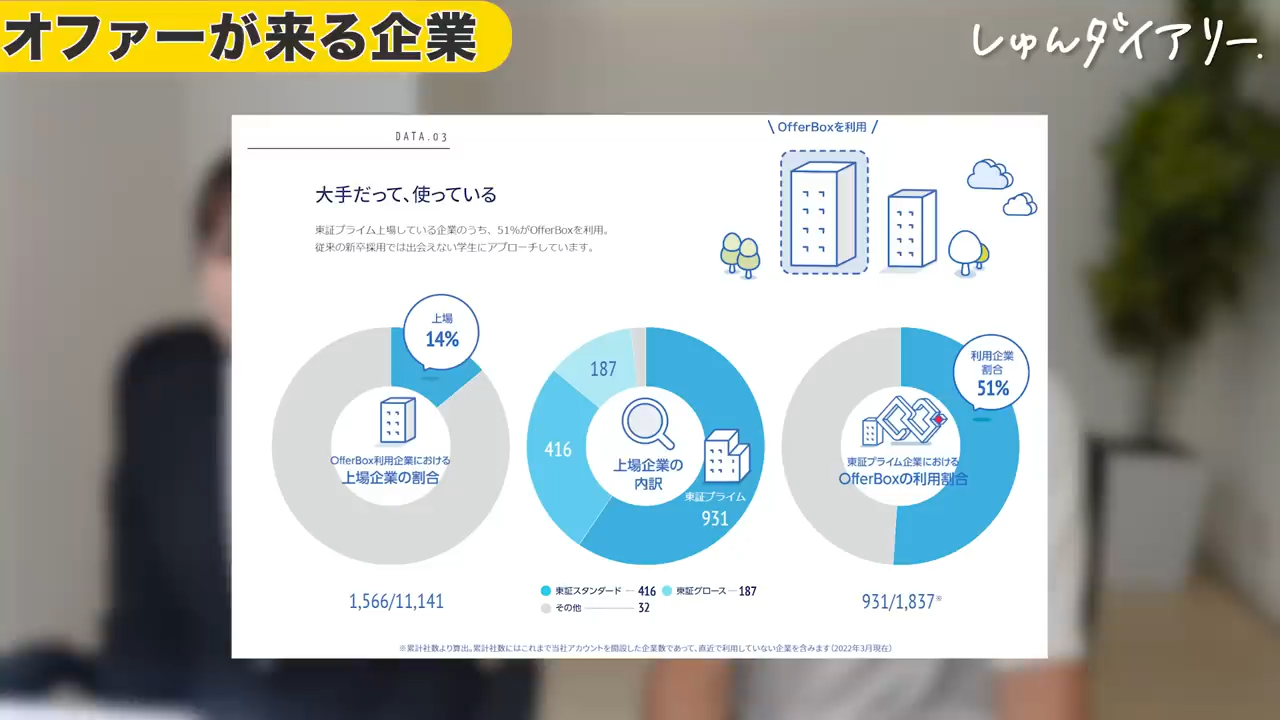 オファーが来る企業
しゅんダイアリー.
DATA.03
\ OfferBoxを利用 /
大手だって、使っている
東証プライム上場している企業のうち、51%がOfferBoxを利用。
従来の新卒採用では出会えない学生にアプローチしています。
上場
14%
OfferBox利用企業における
上場企業の割合
1,566/11,141
187
416
上場企業の
内訳
東証プライム
931
東証スタンダード 416 東証グロース 187
その他 32
利用企業
割合
51%
東証プライム企業における
OfferBoxの利用割合
931/1,837※
※累計社数より算出。累計社数にはこれまで当社アカウントを開設した企業数であって、直近で利用していない企業を含みます(2022年3月現在)